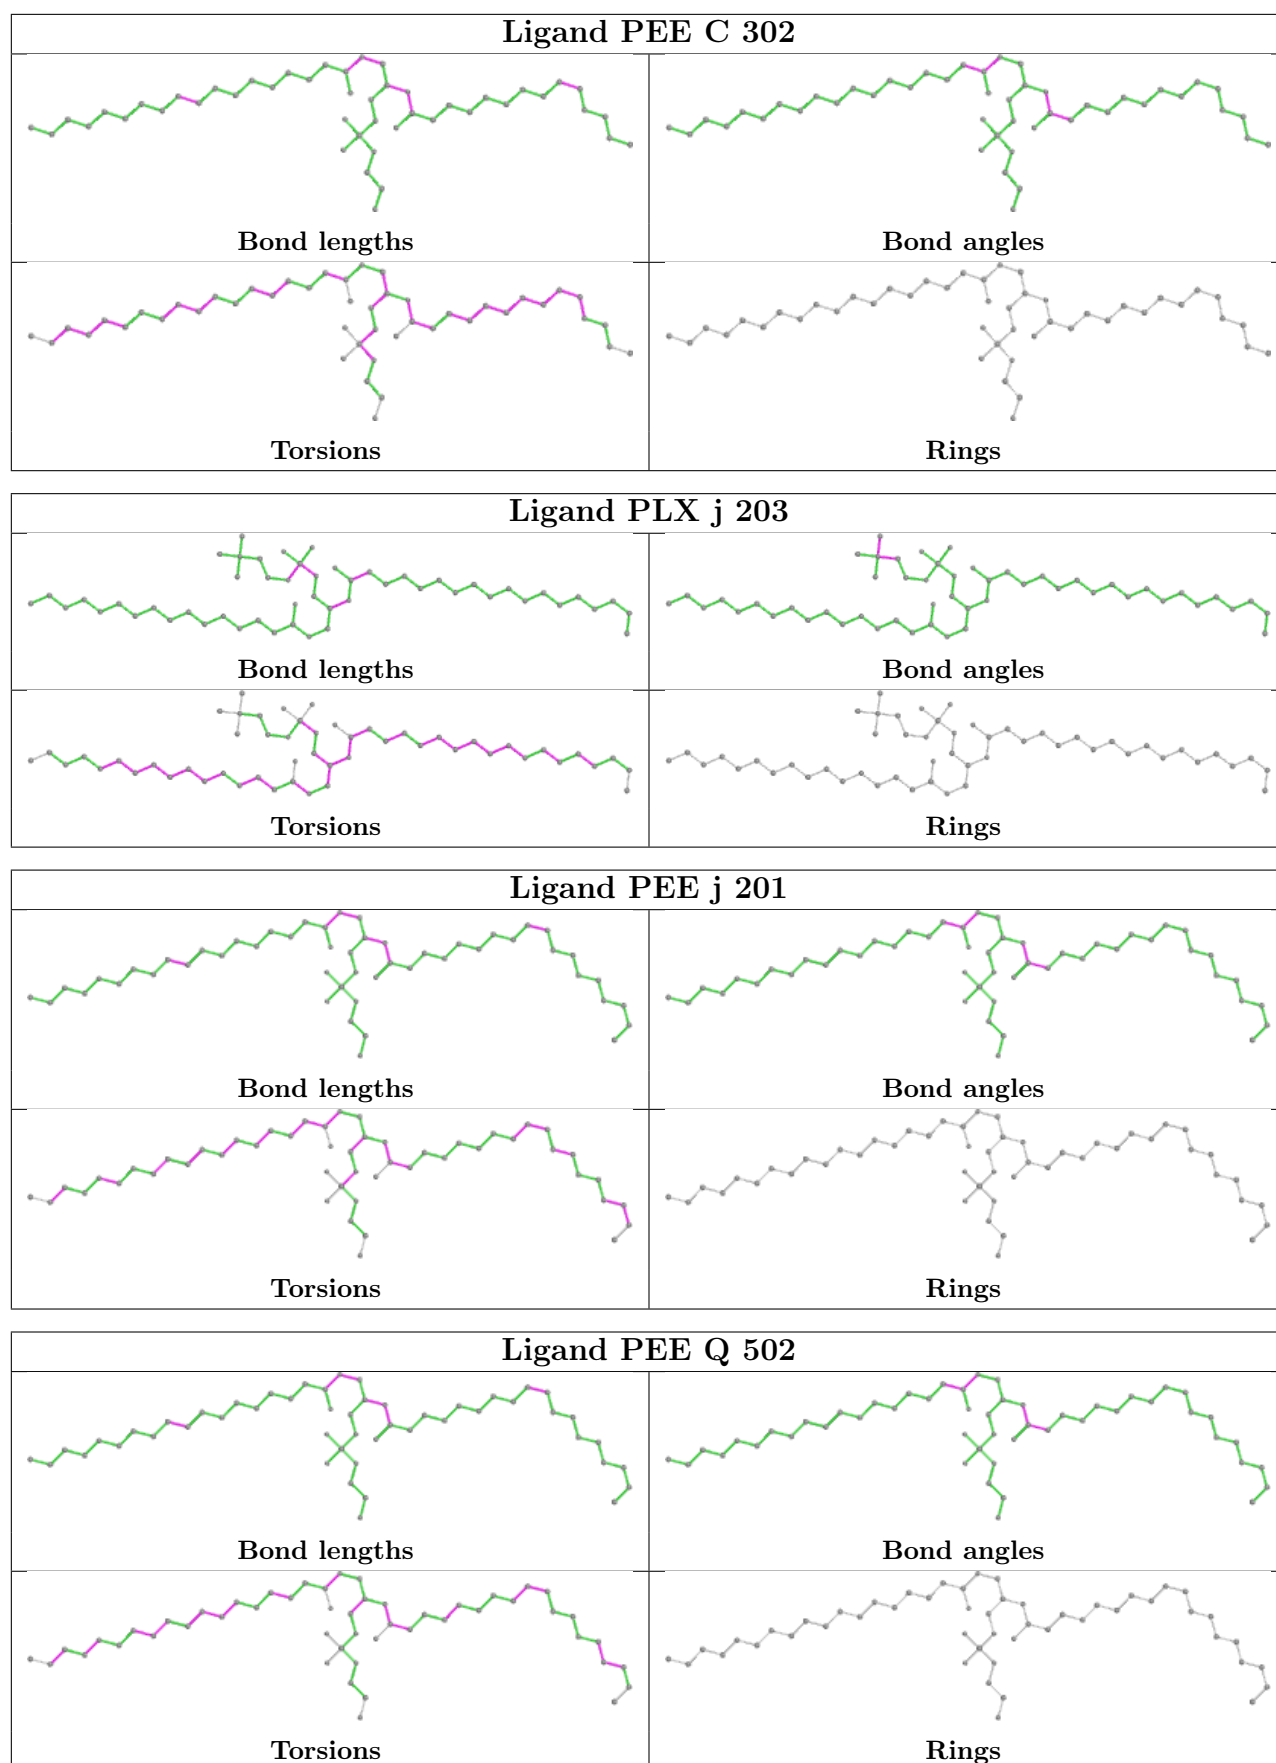 Ligand PEE C 302
Bond lengths
Bond angles
Torsions
Rings
Ligand PLX j 203
Bond lengths
Bond angles
Torsions
Rings
Ligand PEE j 201
Bond lengths
Bond angles
Torsions
Rings
Ligand PEE Q 502
Bond lengths
Bond angles
Torsions
Rings